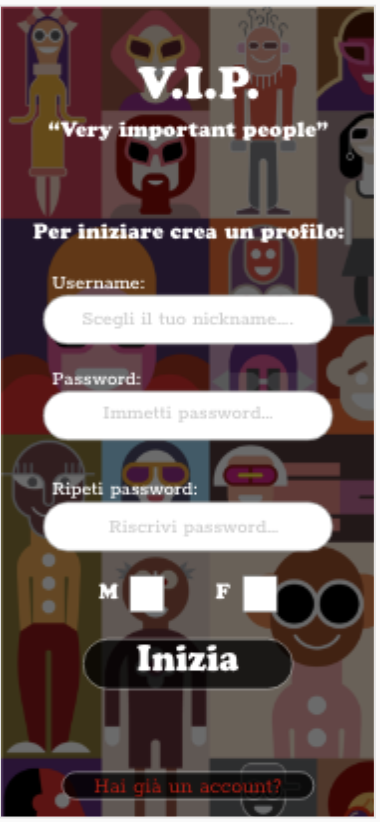 V.I.P.
“Very important people”
Per iniziare crea un profilo:
Username:
Scegli il tuo nickname....
Password:
Immetti password...
Ripeti password:
Riscrivi password...
M F
Inizia
Hai già un account?